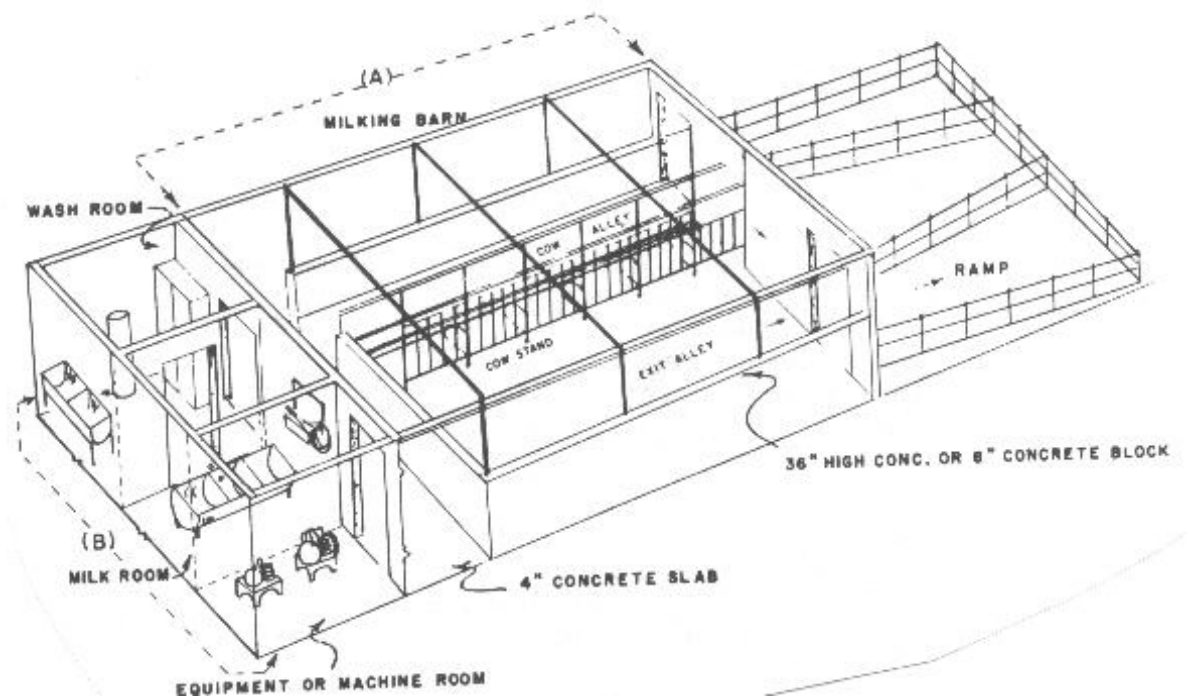 (A)
MILKING BARN
WASH ROOM
COW ALLEY
RAMP
COW STAND
EXIT ALLEY
36" HIGH CONC. OR 8" CONCRETE BLOCK
(B)
MILK ROOM
4" CONCRETE SLAB
EQUIPMENT OR MACHINE ROOM